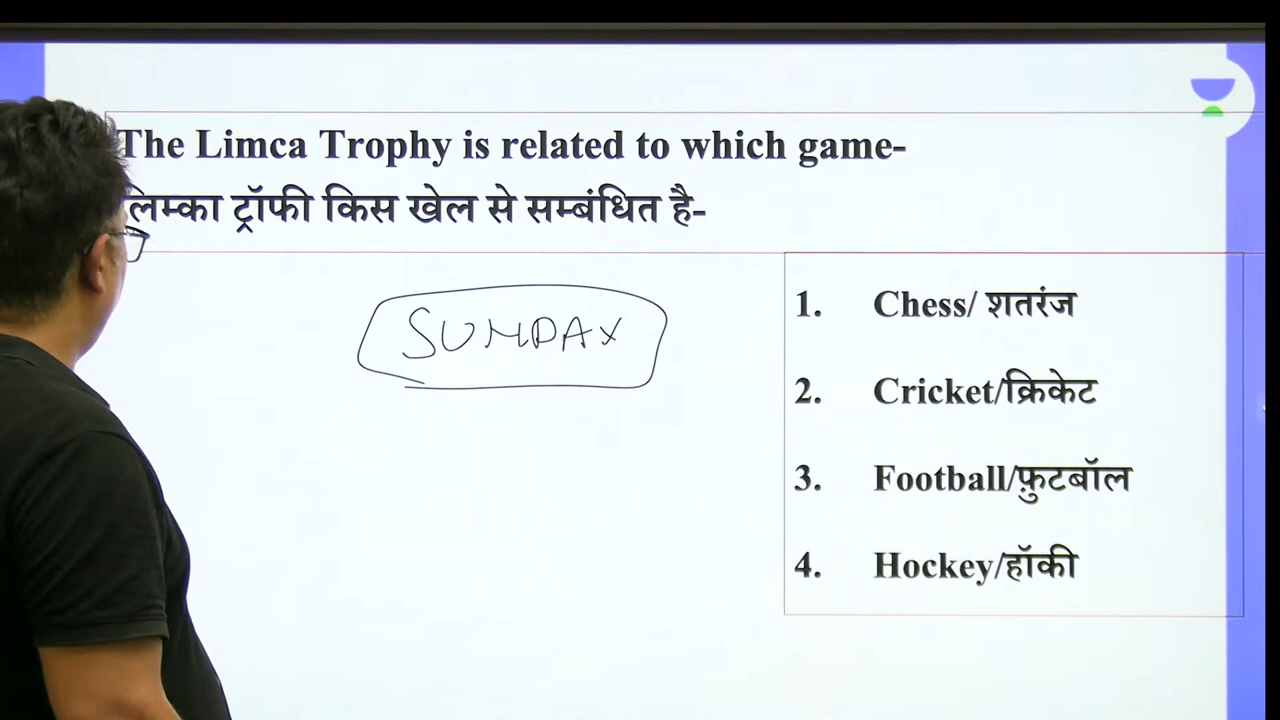 The Limca Trophy is related to which game-
लिम्का ट्रॉफी किस खेल से सम्बंधित है-
SUMDAX
1. Chess/ शतरंज
2. Cricket/क्रिकेट
3. Football/फ़ुटबॉल
4. Hockey/हॉकी